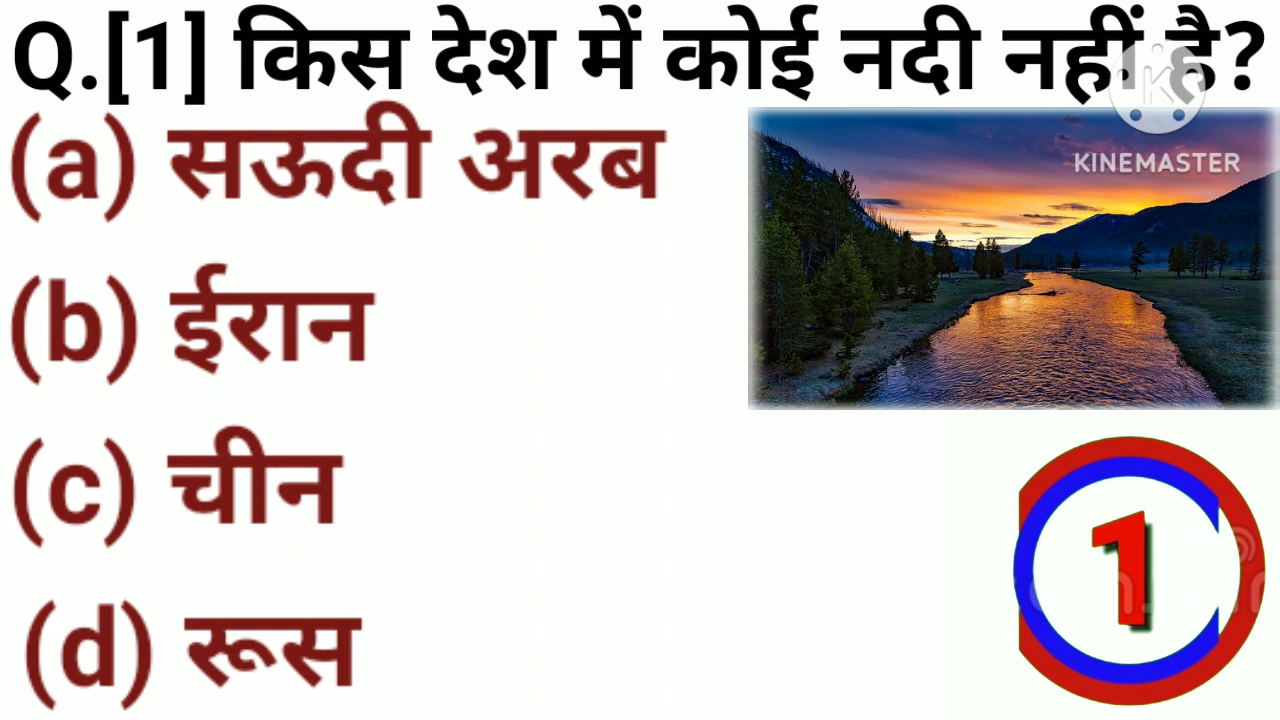 Q.[1] किस देश में कोई नदी नहीं है?
(a) सऊदी अरब
KINEMASTER
(b) ईरान
(c) चीन
(d) रूस
1